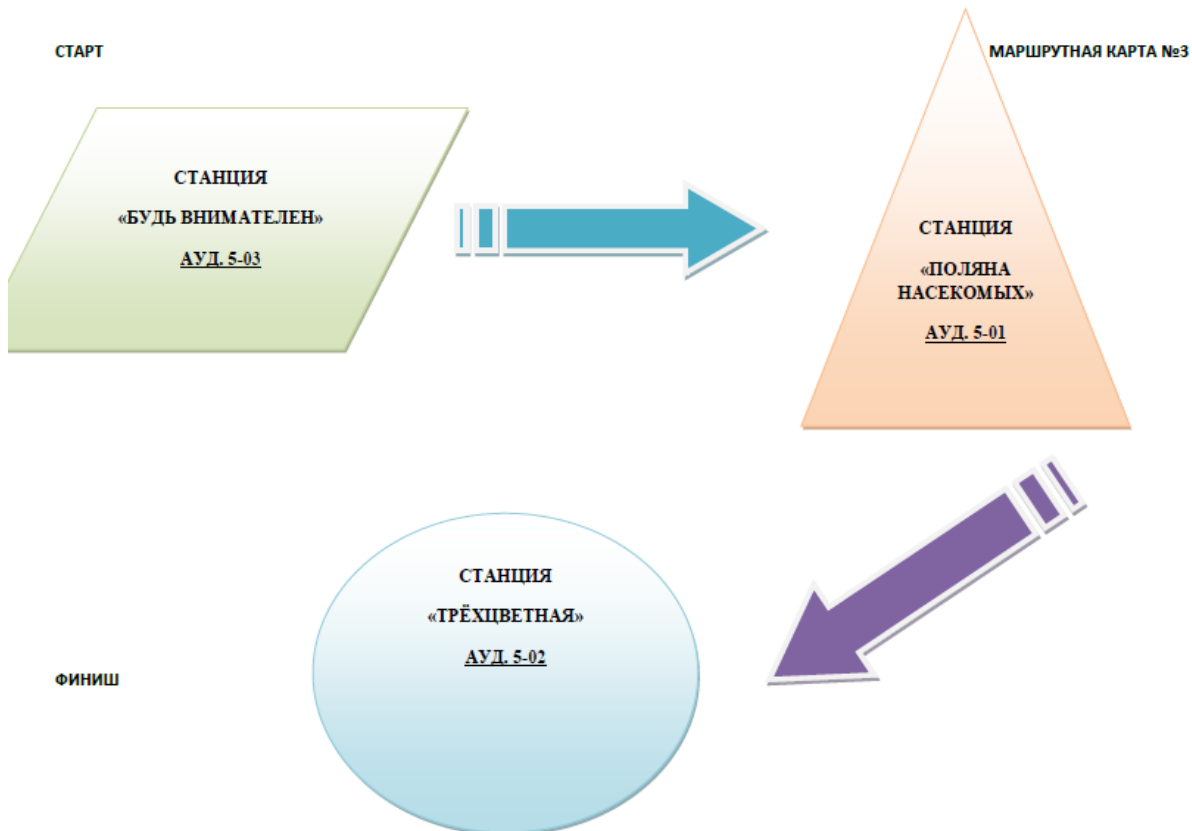 СТАРТ
МАРШРУТНАЯ КАРТА №3
СТАНЦИЯ
«БУДЬ ВНИМАТЕЛЕН»
АУД. 5-03
СТАНЦИЯ
«ПОЛЯНА
НАСЕКОМЫХ»
АУД. 5-01
СТАНЦИЯ
«ТРЁХЦВЕТНАЯ»
АУД. 5-02
ФИНИШ